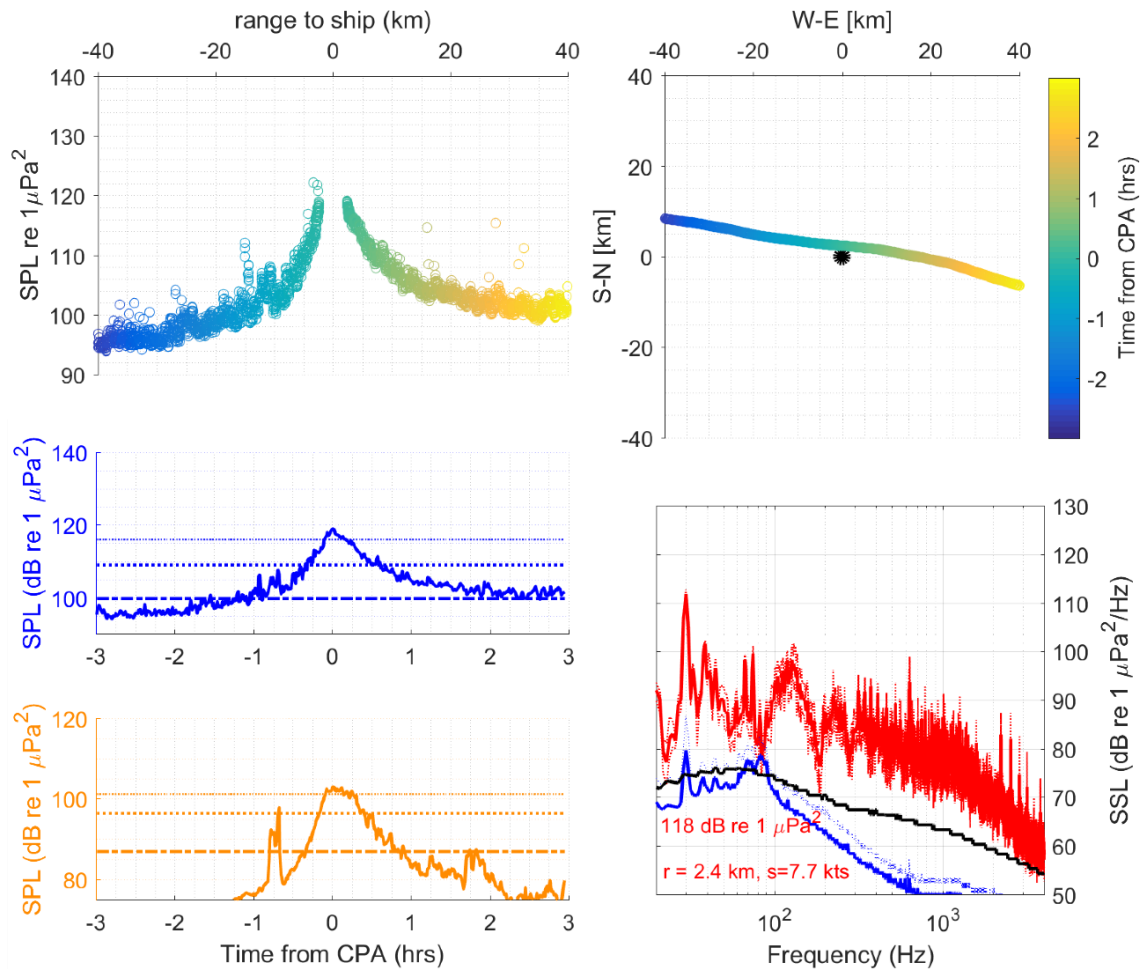 range to ship (km)
-40 -20 0 20 40
SPL re 1μPa²
140
130
120
110
100
90
W-E [km]
-40 -20 0 20 40
S-N [km]
40
20
0
-20
-40
2
1
0
-1
-2
Time from CPA (hrs)
SPL (dB re 1 μPa²)
140
120
100
-3 -2 -1 0 1 2 3
SPL (dB re 1 μPa²)
120
100
80
-3 -2 -1 0 1 2 3
Time from CPA (hrs)
130
120
110
100
90
80
70
60
50
SSL (dB re 1 μPa²/Hz)
118 dB re 1 μPa²
r = 2.4 km, s=7.7 kts
10² 10³
Frequency (Hz)